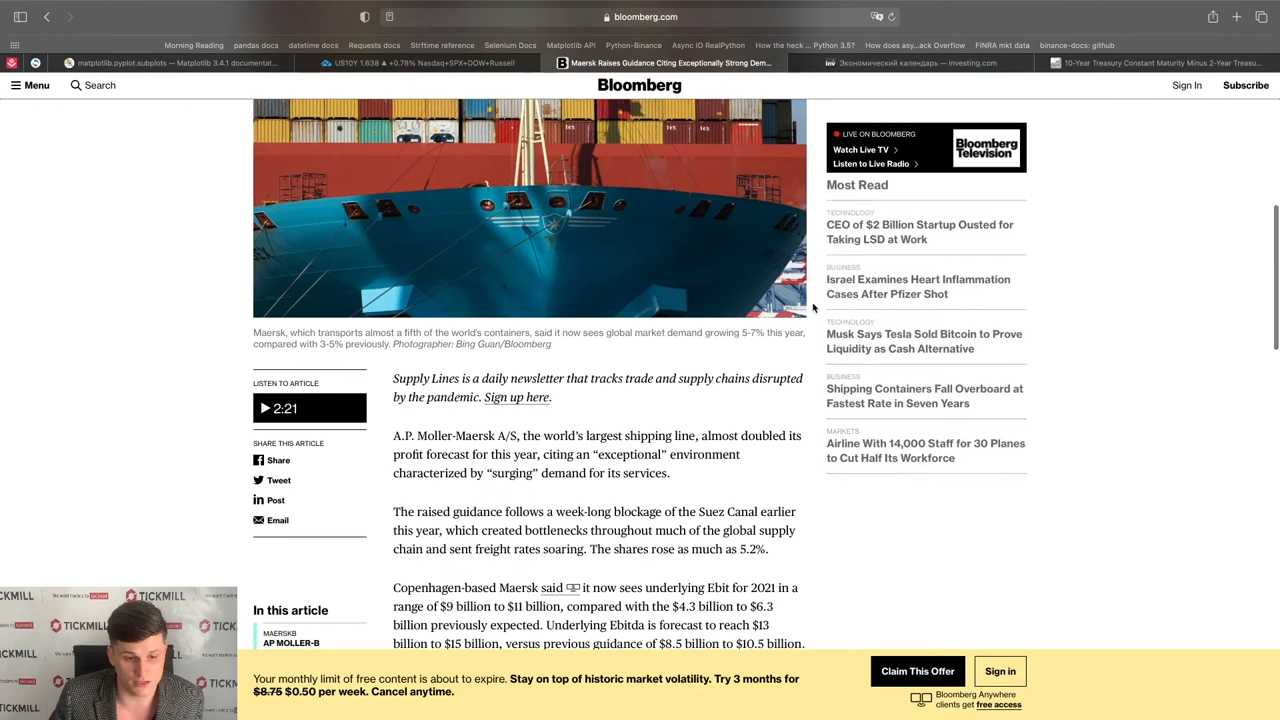 bloomberg.com
Morning Reading pandas docs datetime docs Requests docs Strftime reference Selenium Docs Matplotlib API Python-Binance Async IO RealPython How the heck ... Python 3.5? How does asy...ack Overflow FINRA mkt data binance-docs: github
matplotlib.pyplot.subplots — Matplotlib 3.4.1 documentat...
US10Y 1.638 ▲ +0.78% Nasdaq+SPX+DOW+Russell
Maersk Raises Guidance Citing Exceptionally Strong Dem...
Экономический календарь — Investing.com
10-Year Treasury Constant Maturity Minus 2-Year Treasu...
Menu
Search
Bloomberg
Sign In
Subscribe
tex
tex
tex
LIVE ON BLOOMBERG
Watch Live TV
Listen to Live Radio
Bloomberg
Television
Most Read
TECHNOLOGY
CEO of $2 Billion Startup Ousted for
Taking LSD at Work
BUSINESS
Israel Examines Heart Inflammation
Cases After Pfizer Shot
TECHNOLOGY
Musk Says Tesla Sold Bitcoin to Prove
Liquidity as Cash Alternative
BUSINESS
Shipping Containers Fall Overboard at
Fastest Rate in Seven Years
MARKETS
Airline With 14,000 Staff for 30 Planes
to Cut Half Its Workforce
Maersk, which transports almost a fifth of the world's containers, said it now sees global market demand growing 5-7% this year,
compared with 3-5% previously. Photographer: Bing Guan/Bloomberg
LISTEN TO ARTICLE
2:21
SHARE THIS ARTICLE
Share
Tweet
Post
Email
In this article
MAERSKB
AP MOLLER-B
Supply Lines is a daily newsletter that tracks trade and supply chains disrupted
by the pandemic. Sign up here.
A.P. Moller-Maersk A/S, the world's largest shipping line, almost doubled its
profit forecast for this year, citing an “exceptional” environment
characterized by “surging” demand for its services.
The raised guidance follows a week-long blockage of the Suez Canal earlier
this year, which created bottlenecks throughout much of the global supply
chain and sent freight rates soaring. The shares rose as much as 5.2%.
Copenhagen-based Maersk said it now sees underlying Ebit for 2021 in a
range of $9 billion to $11 billion, compared with the $4.3 billion to $6.3
billion previously expected. Underlying Ebitda is forecast to reach $13
billion to $15 billion, versus previous guidance of $8.5 billion to $10.5 billion.
TICKMILL
TICKMILL
TICKMILL
Your monthly limit of free content is about to expire. Stay on top of historic market volatility. Try 3 months for
$8.75 $0.50 per week. Cancel anytime.
Claim This Offer
Sign in
Bloomberg Anywhere
clients get free access